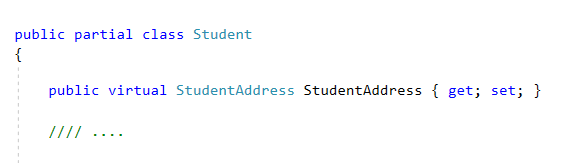 public partial class Student
{
public virtual StudentAddress StudentAddress { get; set; }
//// ....